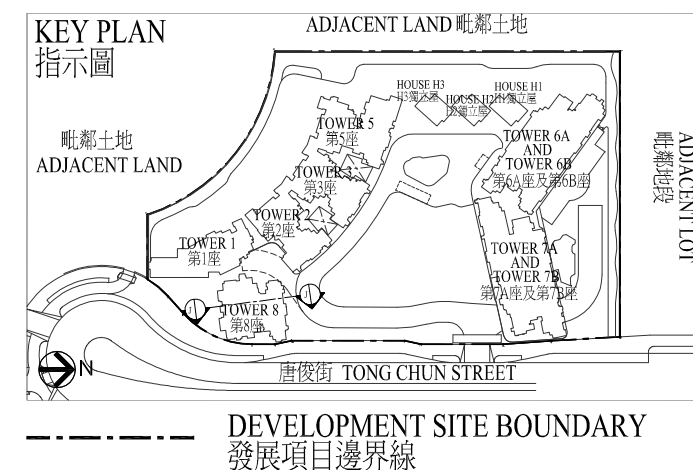 KEY PLAN
指示圖
ADJACENT LAND 毗鄰土地
毗鄰土地
ADJACENT LAND
HOUSE H3
H3獨立屋
HOUSE H2
H2獨立屋
HOUSE H1
H1獨立屋
TOWER 5
第5座
TOWER 3
第3座
TOWER 2
第2座
TOWER 1
第1座
TOWER 8
第8座
TOWER 6A
AND
TOWER 6B
第6A座及第6B座
TOWER 7A
AND
TOWER 7B
第7A座及第7B座
ADJACENT LOT
毗鄰地段
J
J
N
唐俊街 TONG CHUN STREET
DEVELOPMENT SITE BOUNDARY
發展項目邊界線